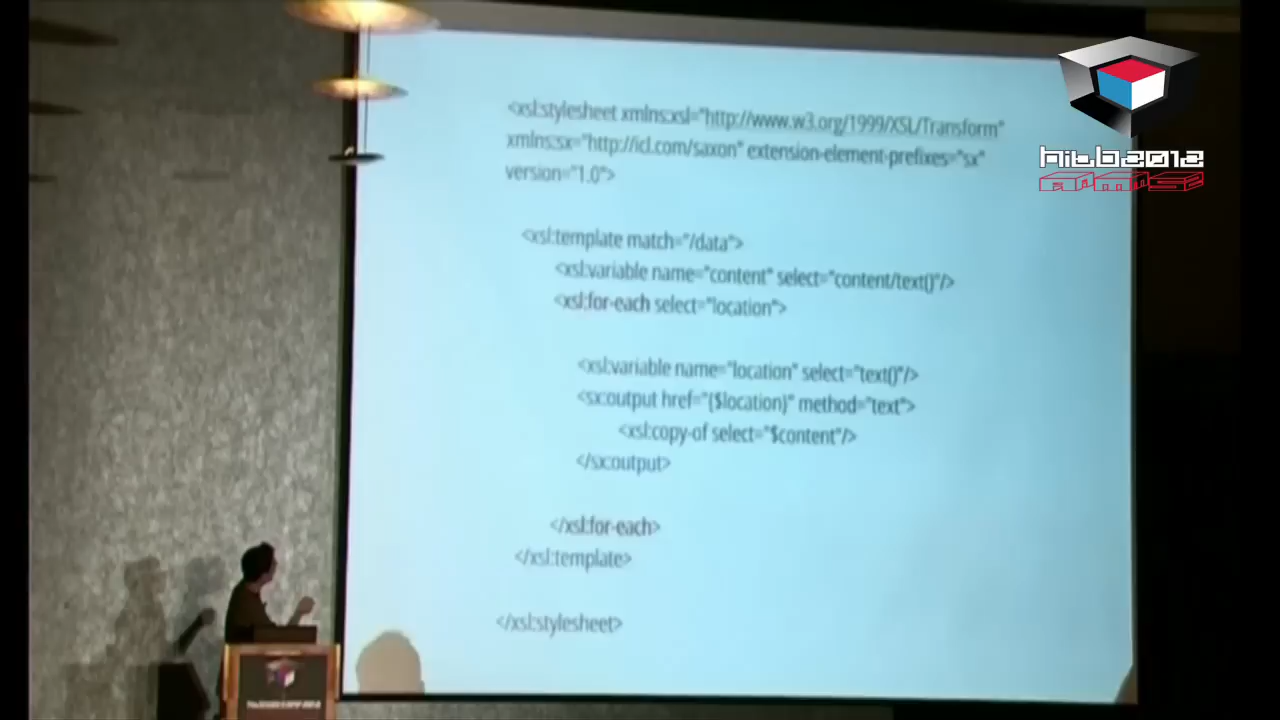 <xsl:stylesheet xmlns:xsl="http://www.w3.org/1999/XSL/Transform"
xmlns:sx="http://icl.com/saxon" extension-element-prefixes="sx"
version="1.0">
<xsl:template match="/data">
<xsl:variable name="content" select="content/text()"/>
<xsl:for-each select="location">
<xsl:variable name="location" select="text()"/>
<sx:output href="{$location}" method="text">
<xsl:copy-of select="$content"/>
</sx:output>
</xsl:for-each>
</xsl:template>
</xsl:stylesheet>
hitb2012
ams